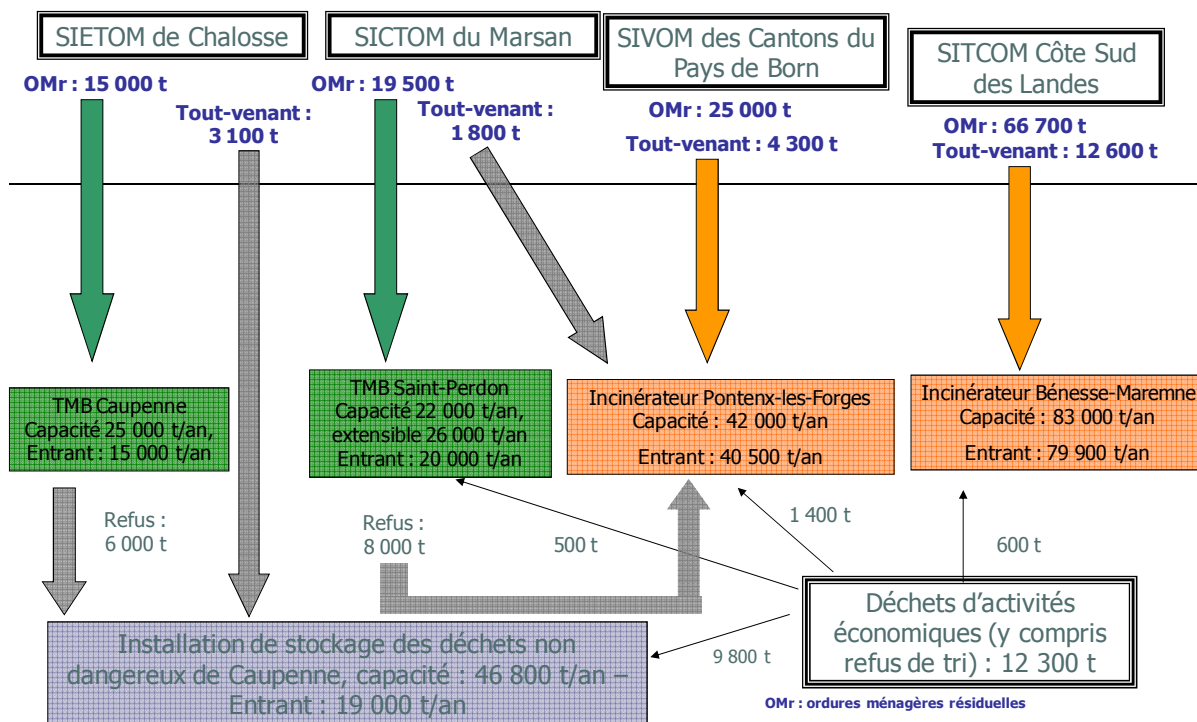 SIETOM de Chalosse
SICTOM du Marsan
SIVOM des Cantons du
Pays de Born
SITCOM Côte Sud
des Landes
OMr: 15 000 t
Tout-venant :
3 100 t
OMr : 19 500 t
Tout-venant :
1 800 t
OMr : 25 000 t
Tout-venant : 4 300 t
OMr : 66 700 t
Tout-venant : 12 600 t
TMB Caupenne
Capacité 25 000 t/an,
Entrant : 15 000 t/an
TMB Saint-Perdon
Capacité 22 000 t/an,
extensible 26 000 t/an
Entrant : 20 000 t/an
Incinérateur Pontenx-les-Forges
Capacité : 42 000 t/an
Entrant : 40 500 t/an
Incinérateur Bénesse-Maremne
Capacité : 83 000 t/an
Entrant : 79 900 t/an
Refus :
6 000 t
Refus :
8 000 t
500 t
1 400 t
600 t
9 800 t
Déchets d'activités
économiques (y compris
refus de tri) : 12 300 t
Installation de stockage des déchets non
dangereux de Caupenne, capacité : 46 800 t/an –
Entrant : 19 000 t/an
OMr : ordures ménagères résiduelles